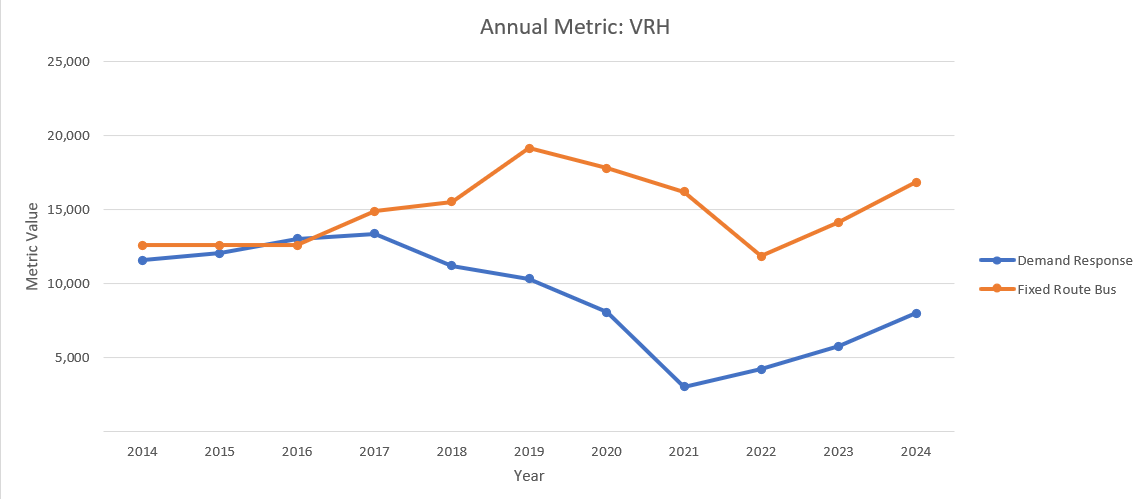 Annual Metric: VRH
25,000
20,000
15,000
10,000
5,000
Metric Value
2014 2015 2016 2017 2018 2019 2020 2021 2022 2023 2024
Year
Demand Response
Fixed Route Bus